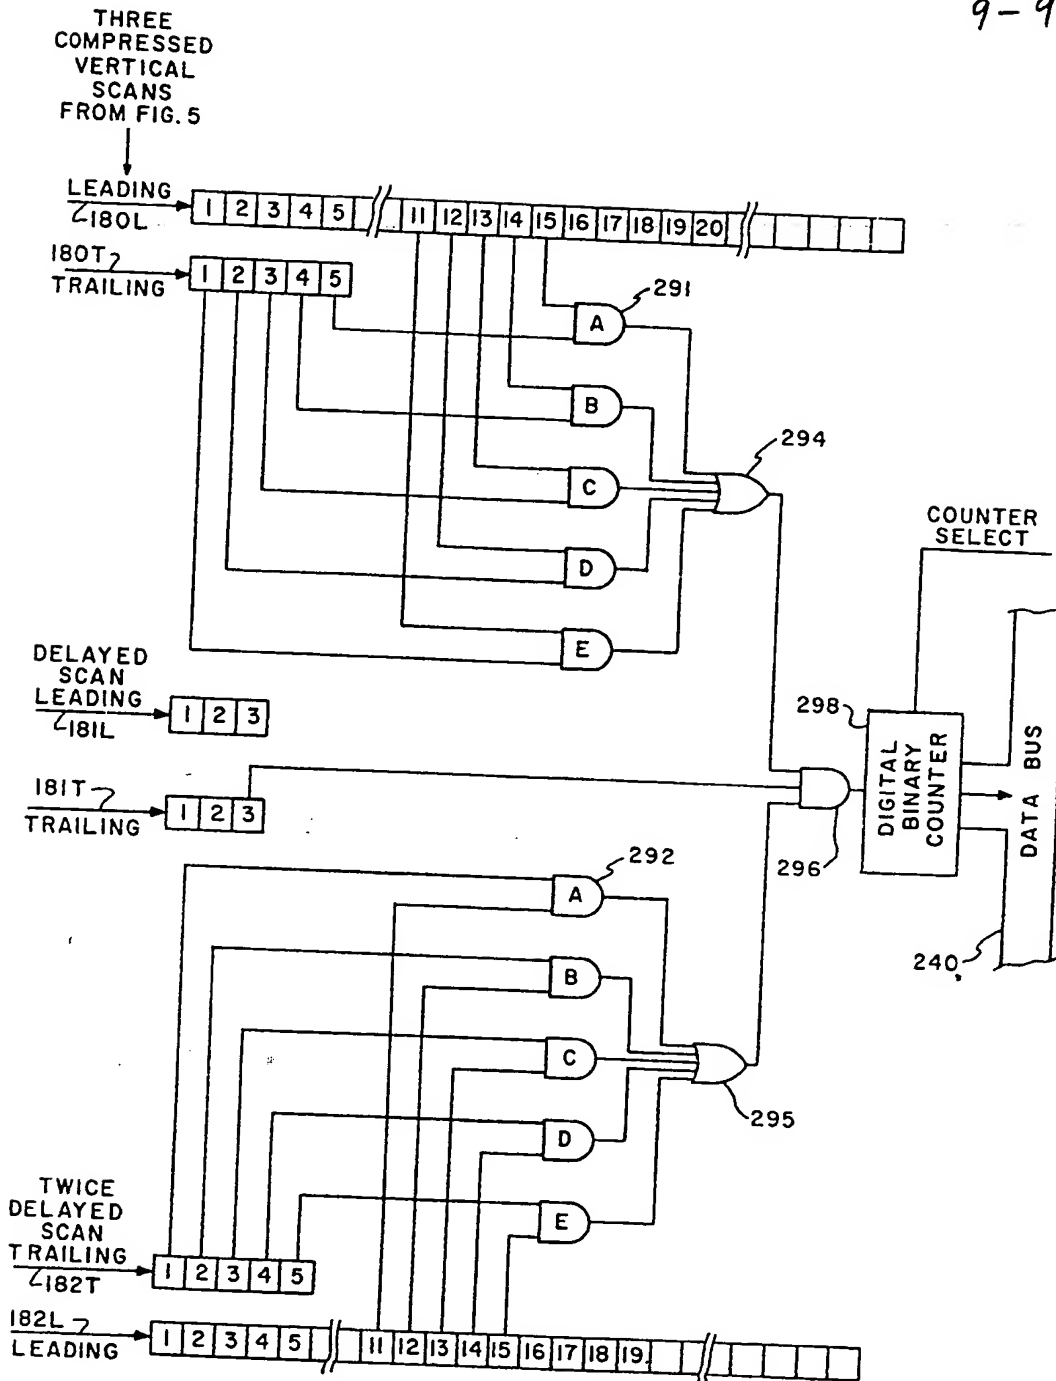 9-9
THREE
COMPRESSED
VERTICAL
SCANS
FROM FIG. 5
LEADING
180L
1 2 3 4 5 11 12 13 14 15 16 17 18 19 20
180T
TRAILING
1 2 3 4 5
291
A
B
294
C
COUNTER
SELECT
D
E
DELAYED
SCAN
LEADING
181L
1 2 3
298
DIGITAL
BINARY
COUNTER
DATA BUS
181T
TRAILING
1 2 3
296
292
A
B
240
C
295
D
TWICE
DELAYED
SCAN
TRAILING
182T
E
1 2 3 4 5
182L
LEADING
1 2 3 4 5 11 12 13 14 15 16 17 18 19